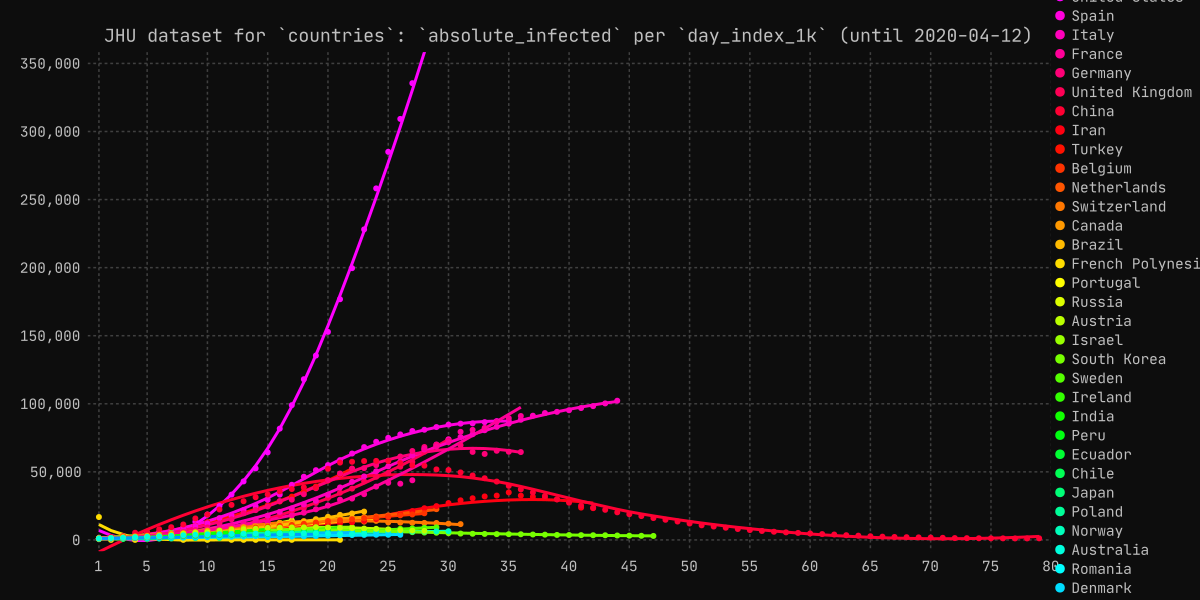 JHU dataset for `countries`: `absolute_infected` per `day_index_1k` (until 2020-04-12)
350,000
300,000
250,000
200,000
150,000
100,000
50,000
0
1 5 10 15 20 25 30 35 40 45 50 55 60 65 70 75 80
Spain
Italy
France
Germany
United Kingdom
China
Iran
Turkey
Belgium
Netherlands
Switzerland
Canada
Brazil
French Polynesi
Portugal
Russia
Austria
Israel
South Korea
Sweden
Ireland
India
Peru
Ecuador
Chile
Japan
Poland
Norway
Australia
Romania
Denmark